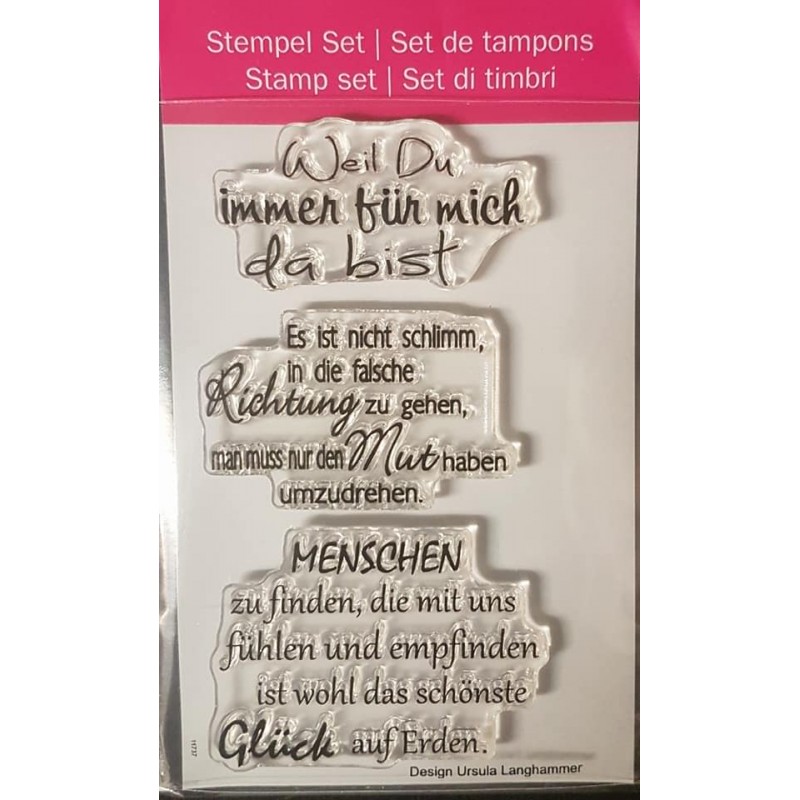 Stempel Set | Set de tampons
Stamp set | Set di timbri
Weil Du
immer für mich
da bist
Es ist nicht schlimm,
in die falsche
Richtung zu gehen,
man muss nur den Mut haben
umzudrehen.
MENSCHEN
zu finden, die mit uns
fühlen und empfinden
ist wohl das schönste
Glück auf Erden.
Design Ursula Langhammer
11737